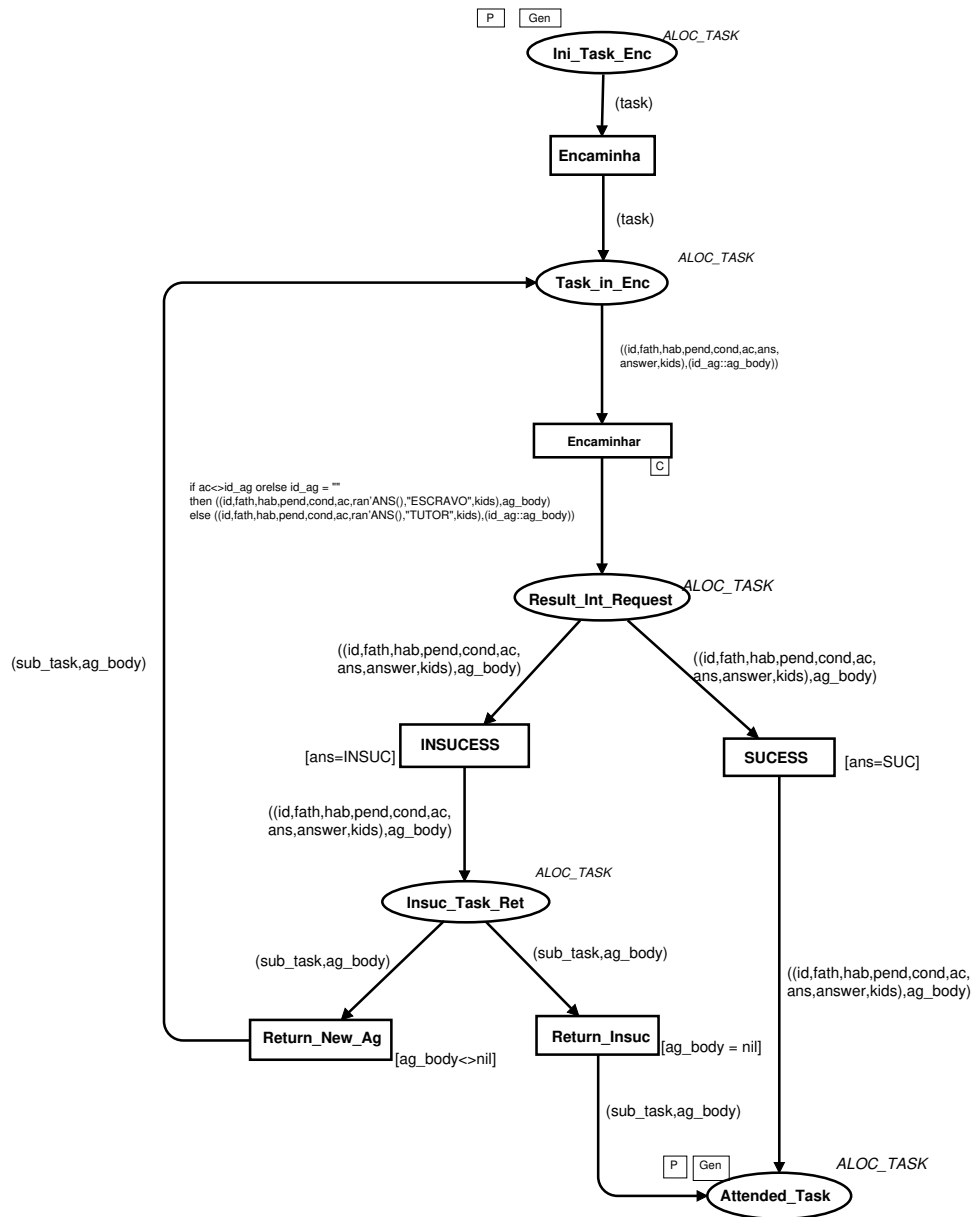 P
Gen
ALOC_TASK
Ini_Task_Enc
(task)
Encaminha
(task)
ALOC_TASK
Task_in_Enc
((id,fath,hab,pend,cond,ac,ans,
answer,kids),(id_ag::ag_body))
Encaminhar
C
if ac<>id_ag orelse id_ag = ""
then ((id,fath,hab,pend,cond,ac,ran'ANS(),"ESCRAVO",kids),ag_body)
else ((id,fath,hab,pend,cond,ac,ran'ANS(),"TUTOR",kids),(id_ag::ag_body))
ALOC_TASK
Result_Int_Request
(sub_task,ag_body)
((id,fath,hab,pend,cond,ac,
ans,answer,kids),ag_body)
((id,fath,hab,pend,cond,ac,
ans,answer,kids),ag_body)
INSUCESS
[ans=INSUC]
SUCESS
[ans=SUC]
((id,fath,hab,pend,cond,ac,
ans,answer,kids),ag_body)
ALOC_TASK
Insuc_Task_Ret
(sub_task,ag_body)
(sub_task,ag_body)
((id,fath,hab,pend,cond,ac,
ans,answer,kids),ag_body)
Return_New_Ag
[ag_body<>nil]
Return_Insuc
[ag_body = nil]
(sub_task,ag_body)
P
Gen
ALOC_TASK
Attended_Task